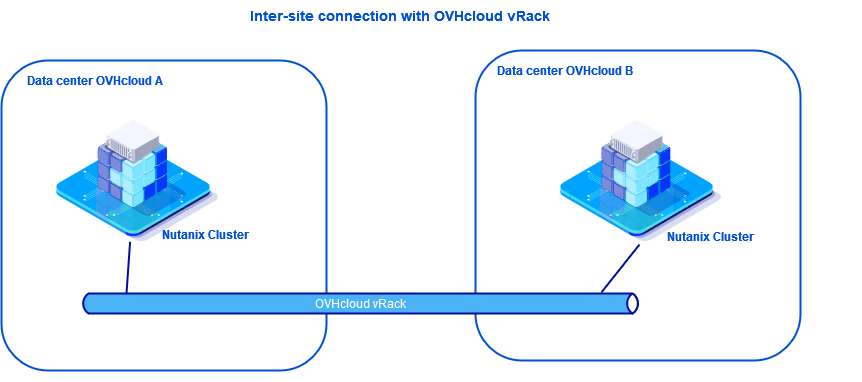 Inter-site connection with OVHcloud vRack
Data center OVHcloud A
Data center OVHcloud B
Nutanix Cluster
Nutanix Cluster
OVHcloud vRack